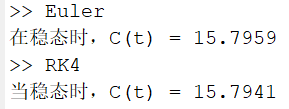 >> Euler
在稳态时，C(t) = 15.7959
>> RK4
当稳态时，C(t) = 15.7941